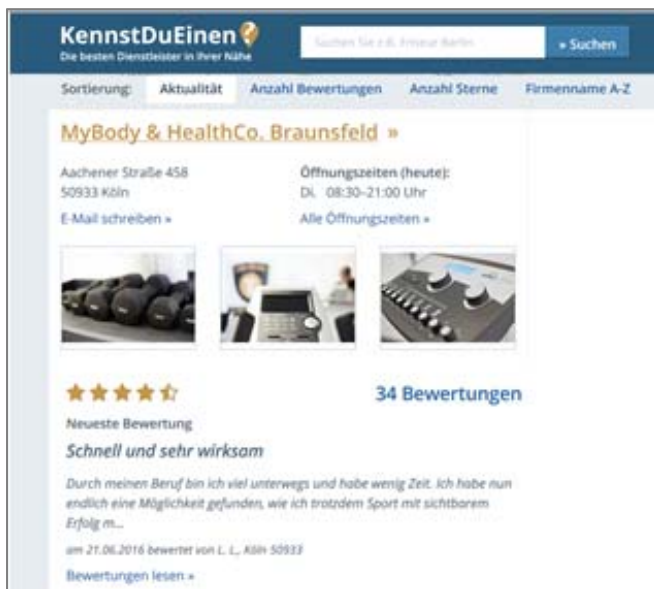 KennstDuEinen
Die besten Dienstleister in Ihrer Nähe
Suchen Sie z.B. Friseur Berlin
» Suchen
Sortierung: Aktualität Anzahl Bewertungen Anzahl Sterne Firmenname A-Z
MyBody & HealthCo. Braunsfeld »
Aachener Straße 458
50933 Köln
E-Mail schreiben »
Öffnungszeiten (heute):
Di. 08:30–21:00 Uhr
Alle Öffnungszeiten »
34 Bewertungen
Neueste Bewertung
Schnell und sehr wirksam
Durch meinen Beruf bin ich viel unterwegs und habe wenig Zeit. Ich habe nun
endlich eine Möglichkeit gefunden, wie ich trotzdem Sport mit sichtbarem
Erfolg m...
am 21.06.2016 bewertet von L. L., Köln 50933
Bewertungen lesen »